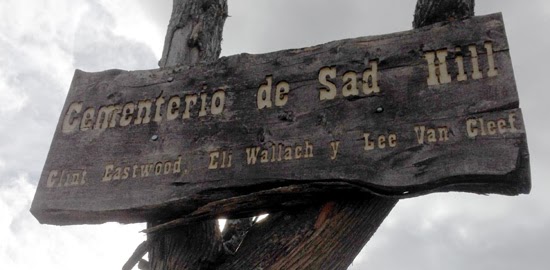 Cementerio de Sad Hill
Clint Eastwood, Eli Wallach y Lee Van Cleef